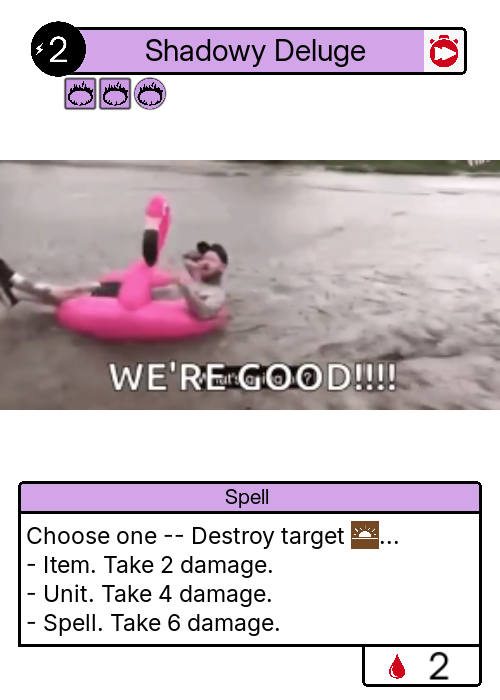 2
Shadowy Deluge
WE'RE GOOD!!!!
Spell
Choose one -- Destroy target ...
- Item. Take 2 damage.
- Unit. Take 4 damage.
- Spell. Take 6 damage.
2